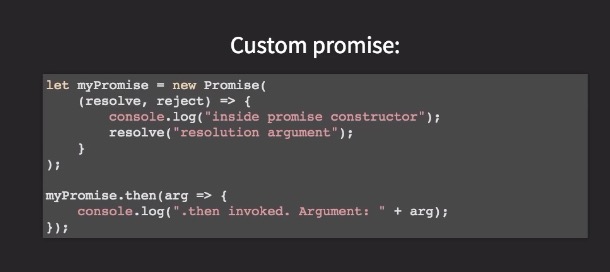 Custom promise:
let myPromise = new Promise(
    (resolve, reject) => {
        console.log("inside promise constructor");
        resolve("resolution argument");
    }
);

myPromise.then(arg => {
    console.log(".then invoked. Argument: " + arg);
});